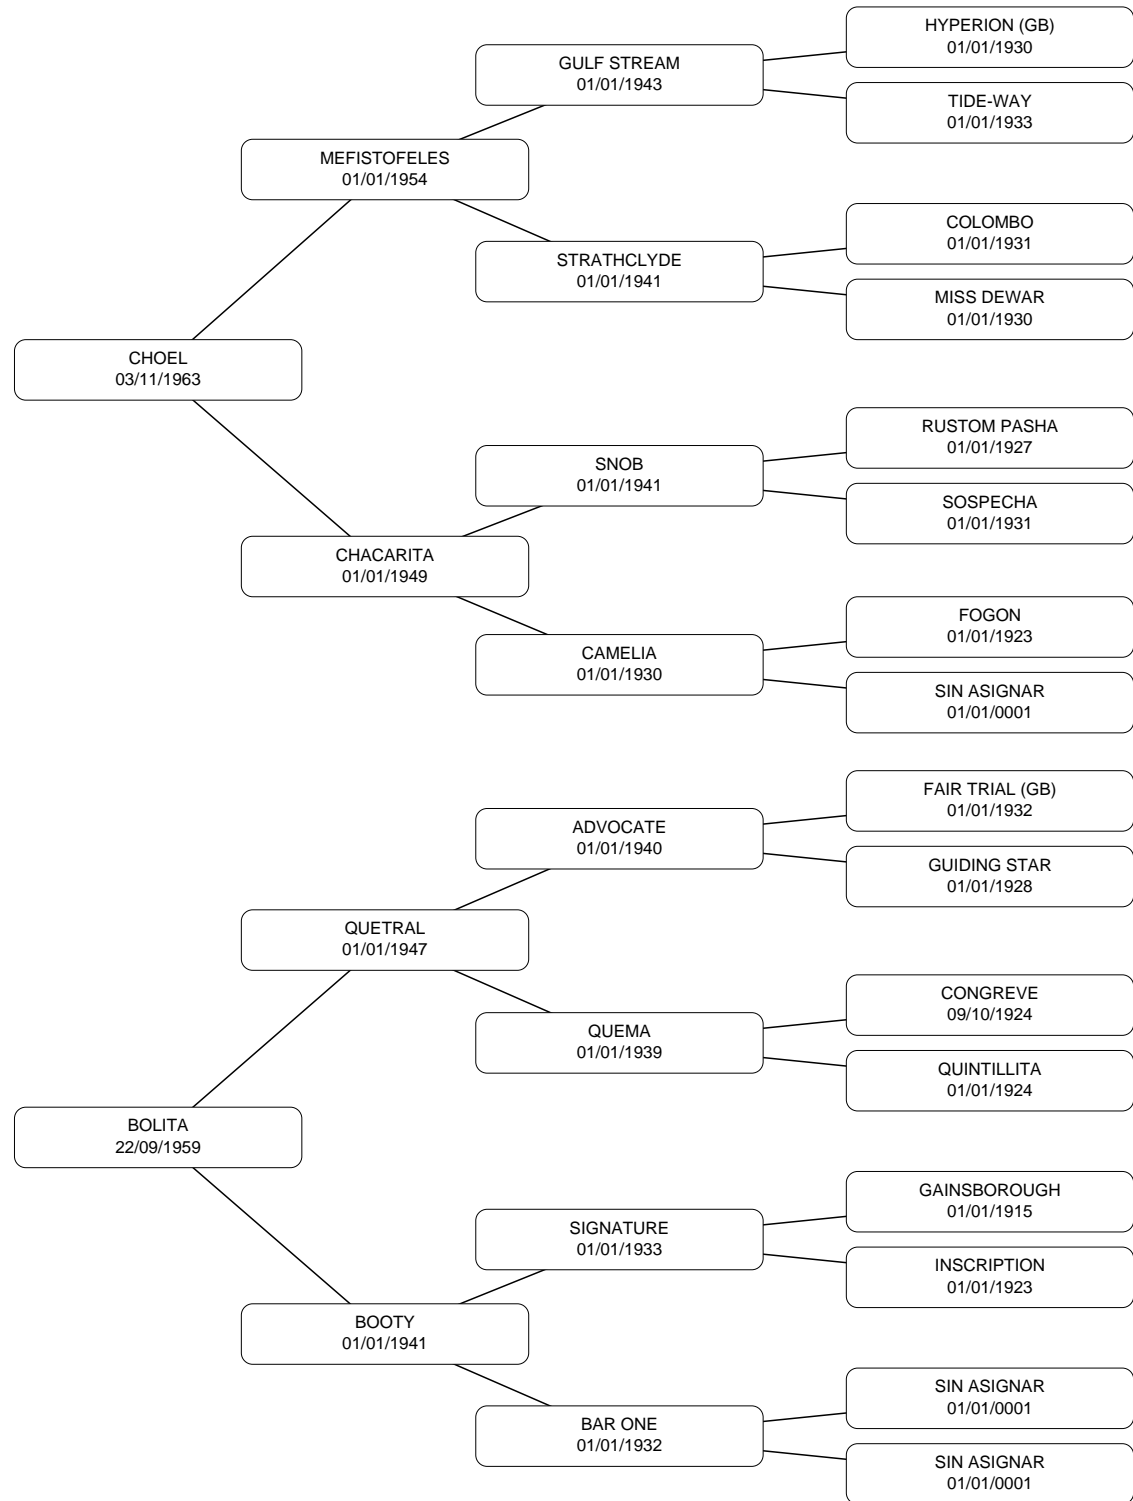 HYPERION (GB)
01/01/1930
GULF STREAM
01/01/1943
TIDE-WAY
01/01/1933
MEFISTOFELES
01/01/1954
COLOMBO
01/01/1931
STRATHCLYDE
01/01/1941
MISS DEWAR
01/01/1930
CHOEL
03/11/1963
RUSTOM PASHA
01/01/1927
SNOB
01/01/1941
SOSPECHA
01/01/1931
CHACARITA
01/01/1949
FOGON
01/01/1923
CAMELIA
01/01/1930
SIN ASIGNAR
01/01/0001
FAIR TRIAL (GB)
01/01/1932
ADVOCATE
01/01/1940
GUIDING STAR
01/01/1928
QUETRAL
01/01/1947
CONGREVE
09/10/1924
QUEMA
01/01/1939
QUINTILLITA
01/01/1924
BOLITA
22/09/1959
GAINSBOROUGH
01/01/1915
SIGNATURE
01/01/1933
INSCRIPTION
01/01/1923
BOOTY
01/01/1941
SIN ASIGNAR
01/01/0001
BAR ONE
01/01/1932
SIN ASIGNAR
01/01/0001